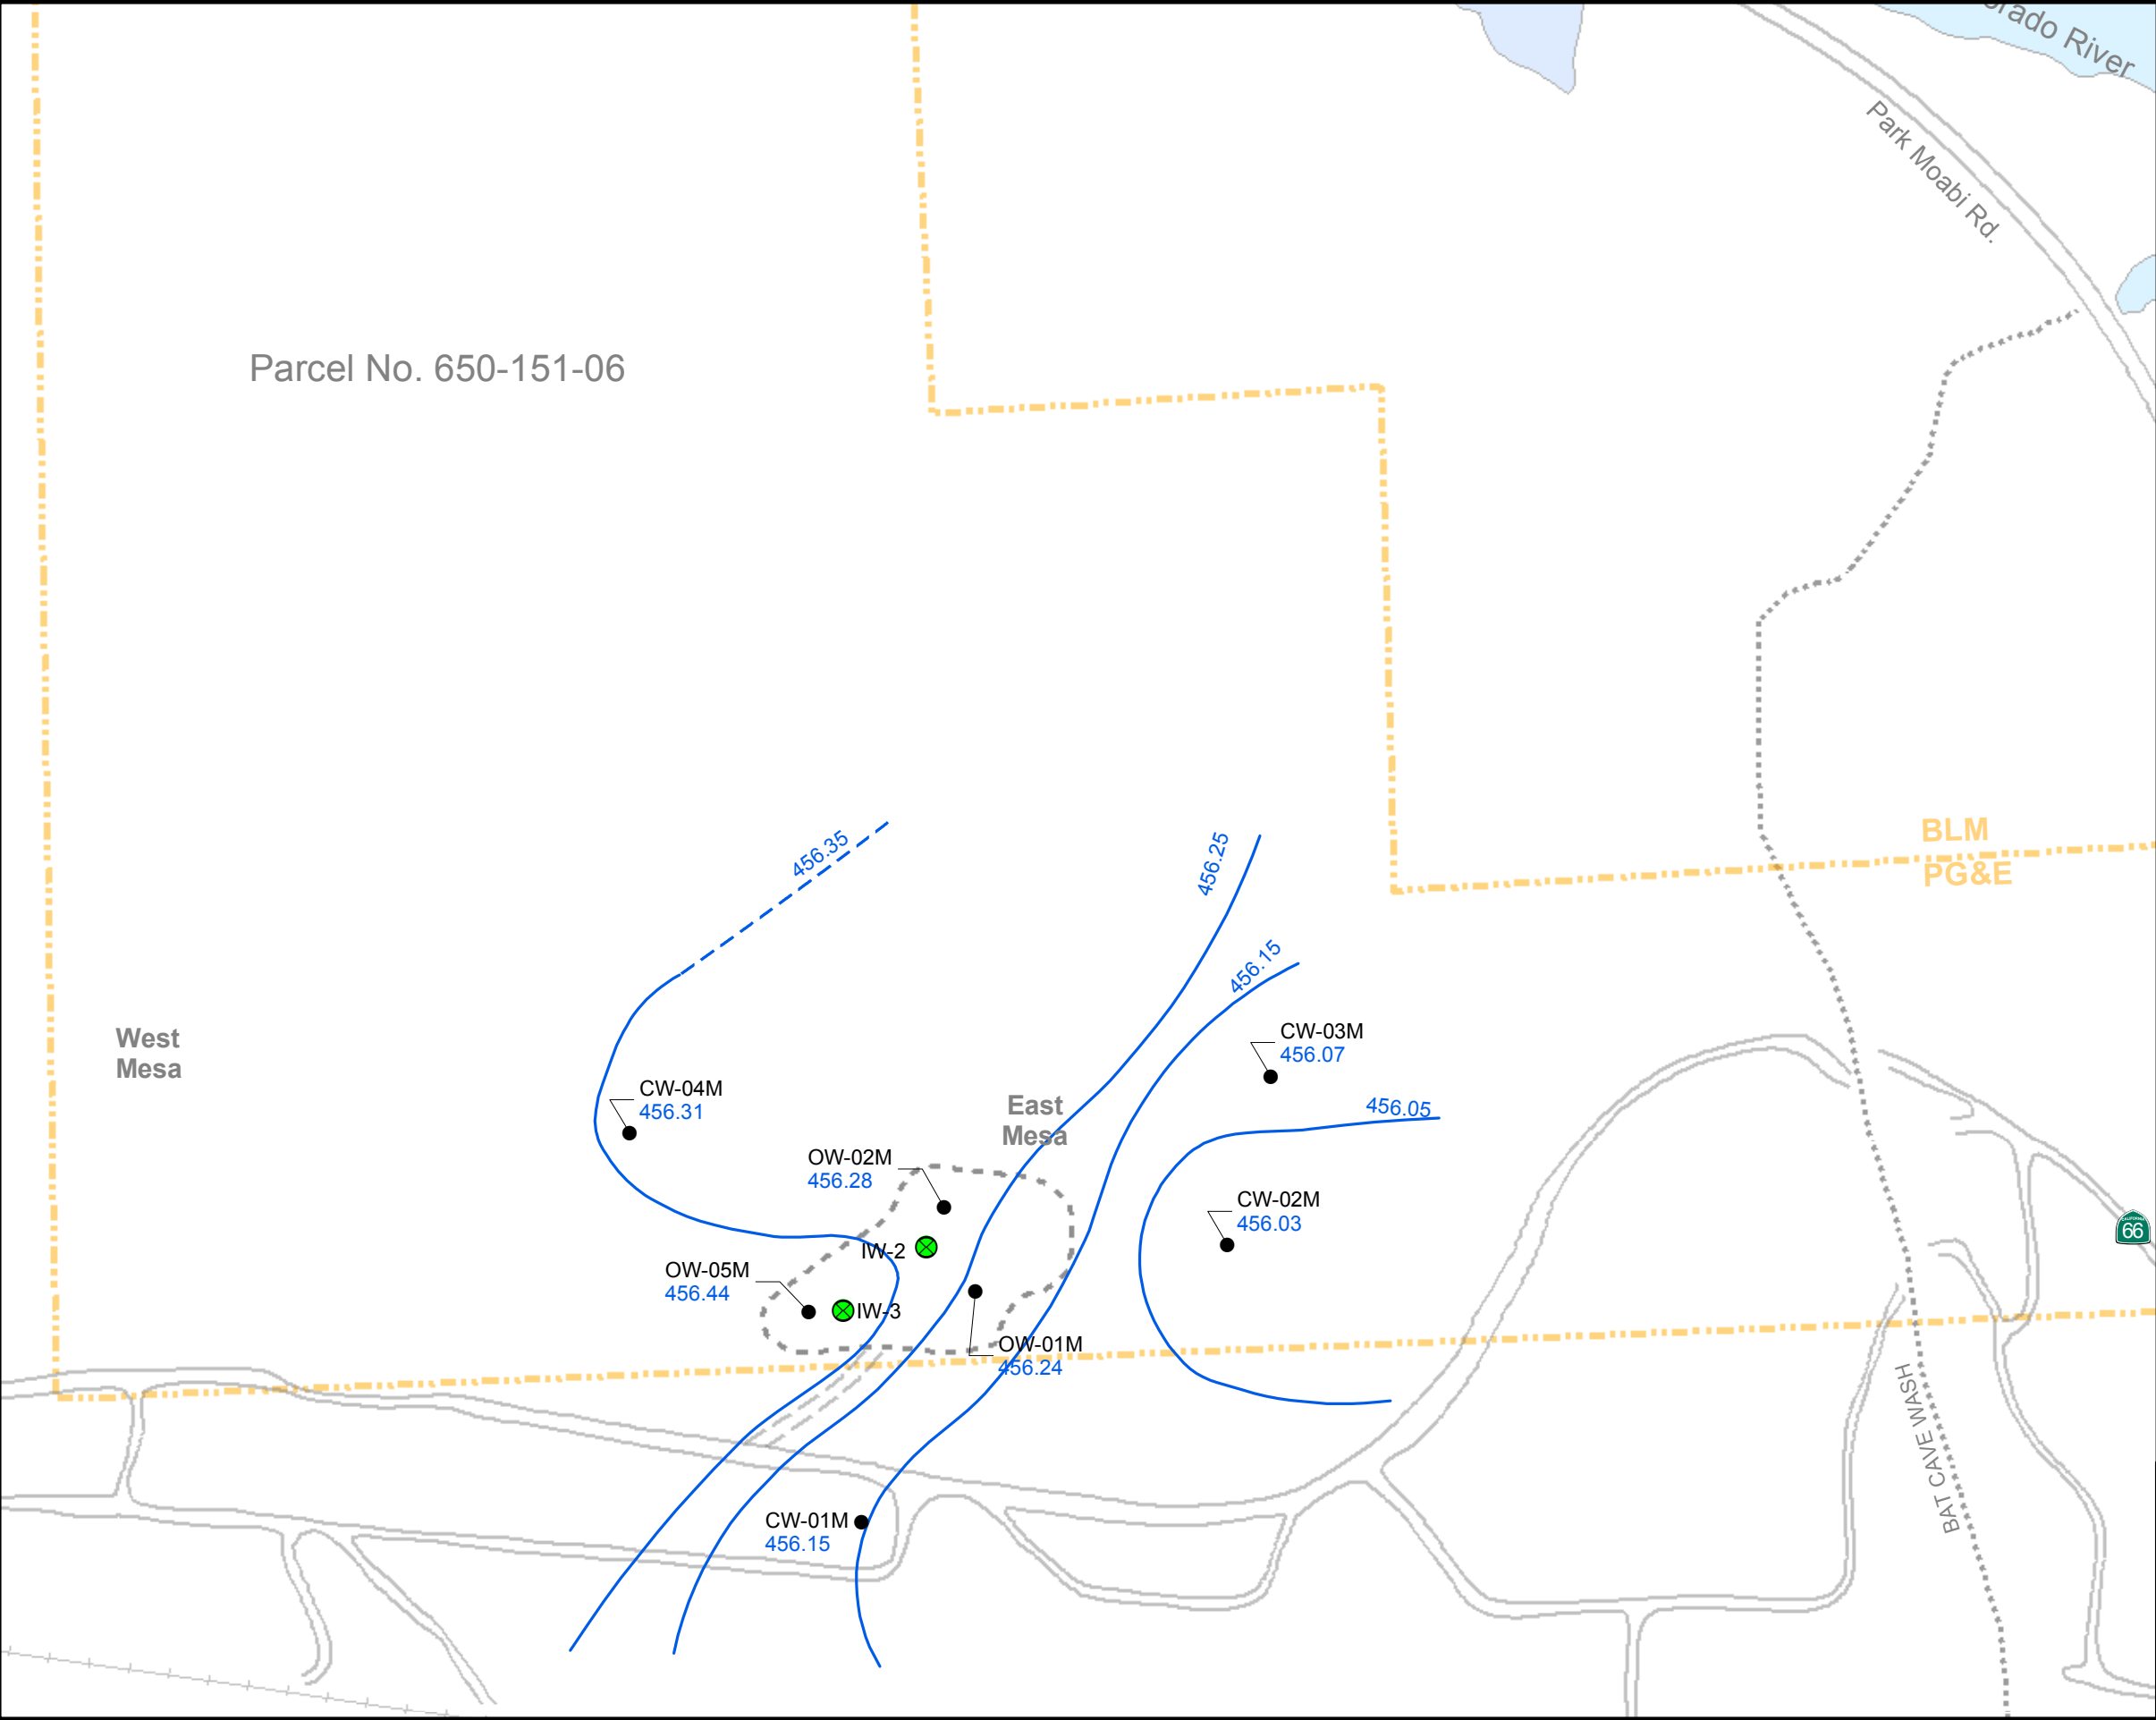 orado River
Park Moabi Rd.
Parcel No. 650-151-06
BLM
PG&E
456.35
456.25
456.15
West
Mesa
CW-03M
456.07
CW-04M
456.31
East
Mesa
456.05
OW-02M
456.28
CW-02M
456.03
66
IW-2
OW-05M
456.44
IW-3
OW-01M
456.24
BAT CAVE WASH
CW-01M
456.15